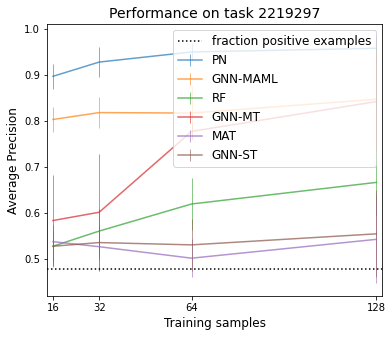 Performance on task 2219297
1.0
0.9
0.8
0.7
0.6
0.5
Average Precision
fraction positive examples
PN
GNN-MAML
RF
GNN-MT
MAT
GNN-ST
16 32 64 128
Training samples